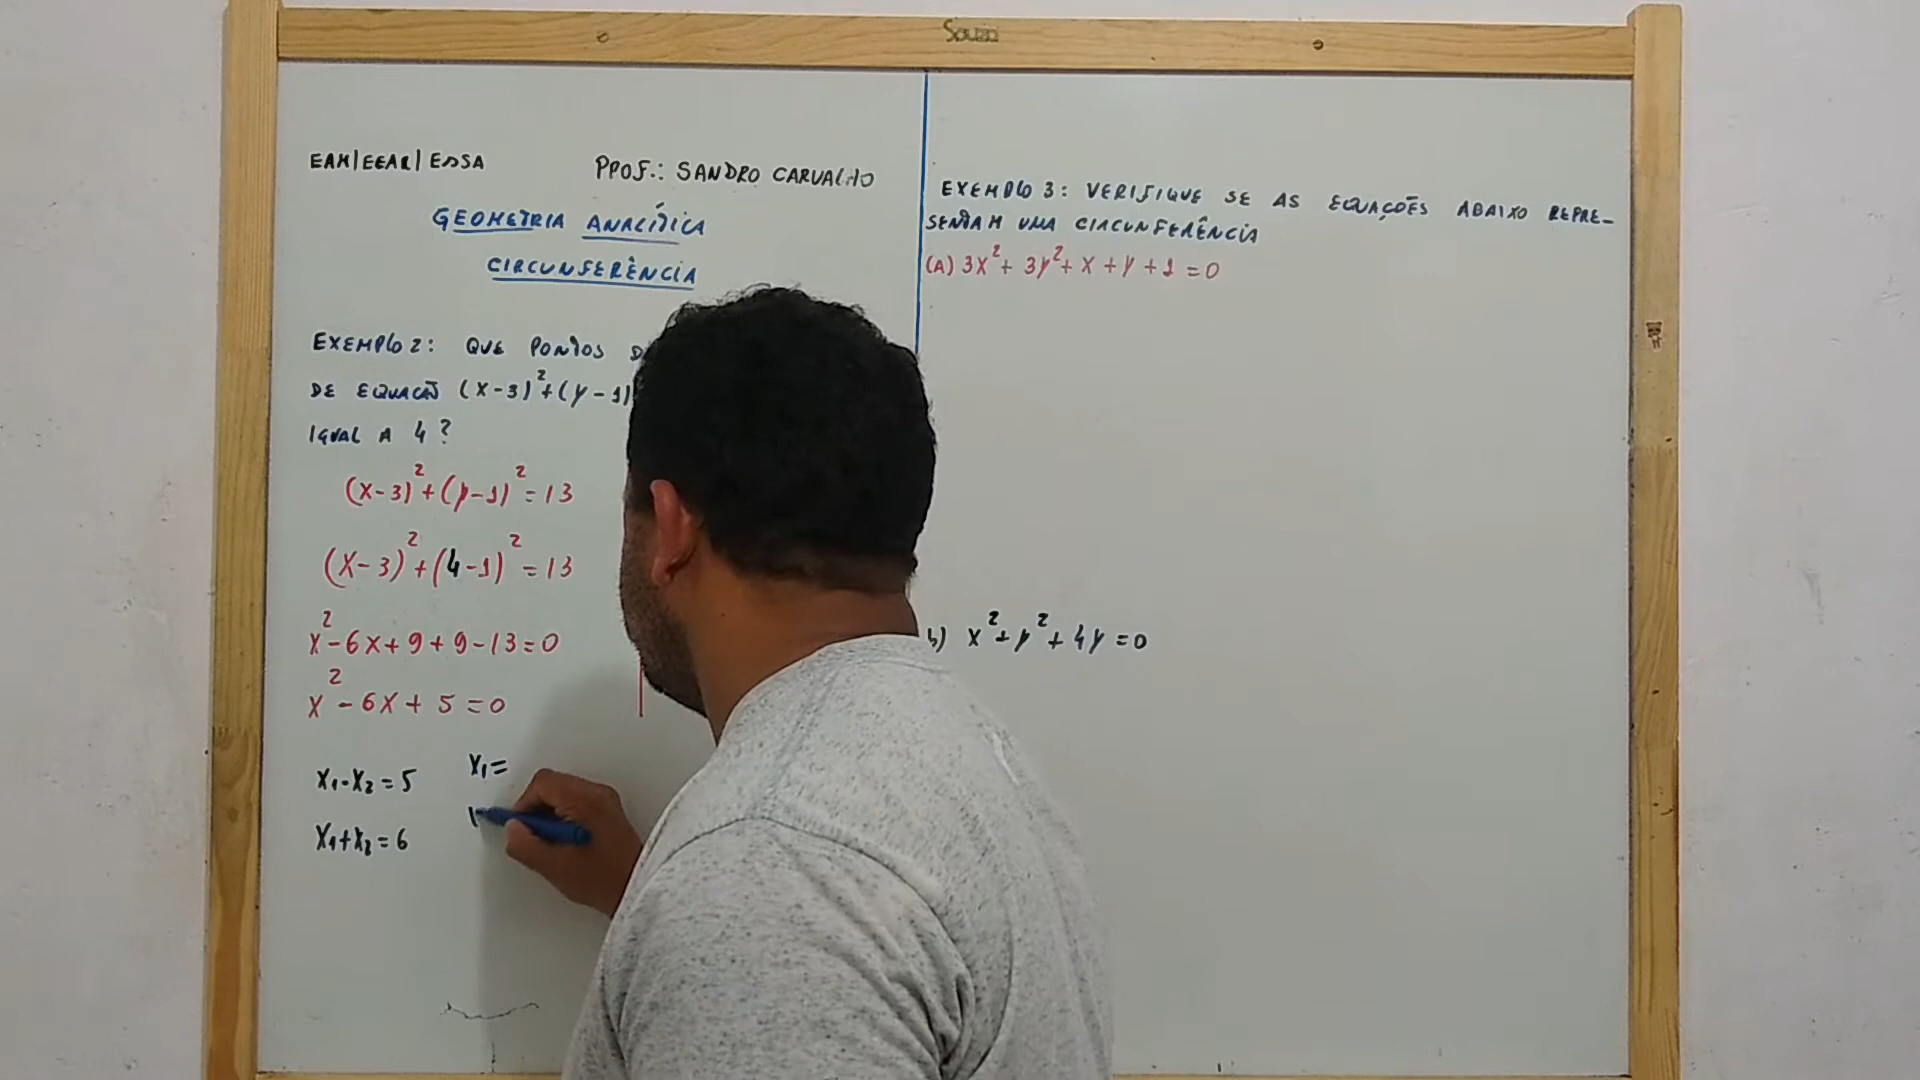 Souza
EAM|EEAR|ESSA PROF.: SANDRO CARVALHO
GEOMETRIA ANALÍTICA
CIRCUNFERÊNCIA
EXEMPLO 2: QUE PONTOS
DE EQUAÇÃO (x-3)²+(y-1)
IGUAL A 4?
(x-3)²+(y-1)²=13
(x-3)²+(4-1)²=13
x²-6x+9+9-13=0
x²-6x+5=0
x₁·x₂=5 x₁=
x₁+x₂=6
EXEMPLO 3: VERIFIQUE SE AS EQUAÇÕES ABAIXO REPRE-
SENTAM UMA CIRCUNFERÊNCIA
(A) 3x²+3y²+x+y+1=0
b) x²+y²+4y=0